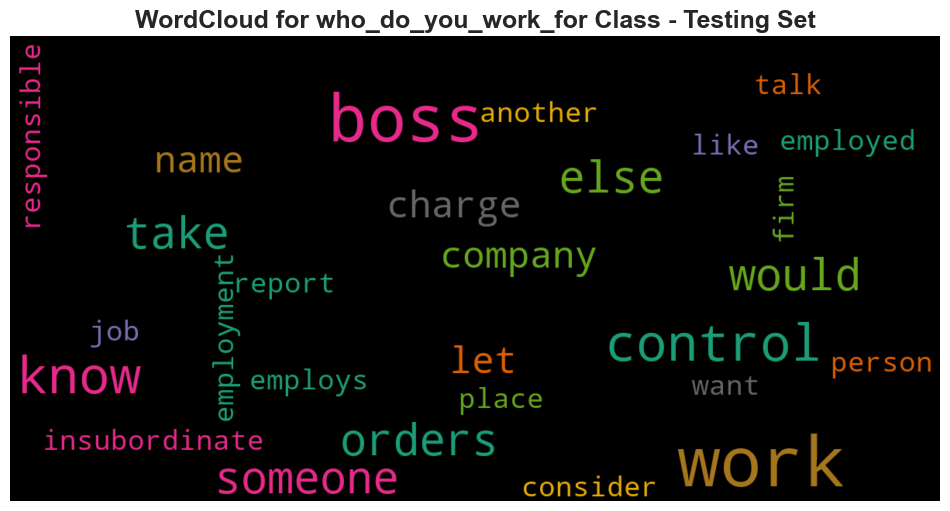 WordCloud for who_do_you_work_for Class - Testing Set
responsible
boss
another
talk
name
like
employed
else
charge
firm
take
company
would
employment
report
job
control
know
employs
let
person
place
want
insubordinate
orders
someone
consider
work